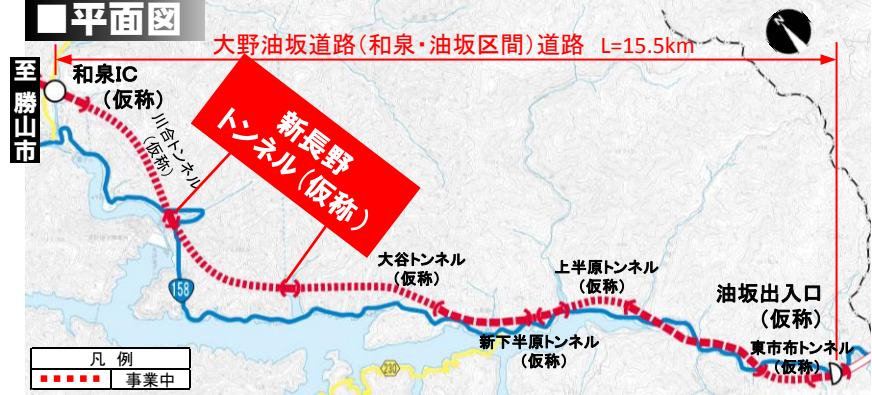 ■平面図
大野油坂道路(和泉・油坂区間)道路 L=15.5km
N
至勝山市
和泉IC
(仮称)
川合トンネル
(仮称)
新長野
トンネル(仮称)
158
大谷トンネル
(仮称)
上半原トンネル
(仮称)
新下半原トンネル
(仮称)
油坂出入口
(仮称)
東市布トンネル
(仮称)
230
凡 例
事業中